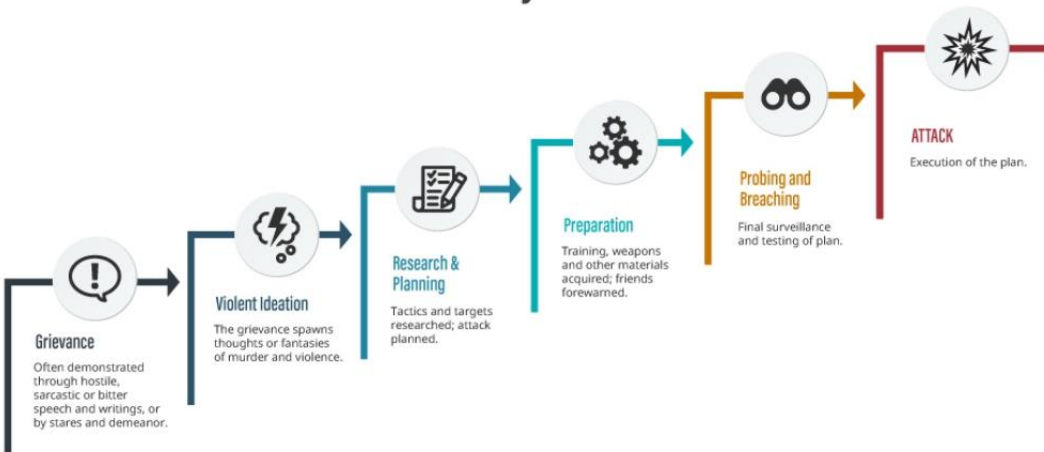 Grievance
Often demonstrated
through hostile,
sarcastic or bitter
speech and writings, or
by stares and demeanor.
Violent Ideation
The grievance spawns
thoughts or fantasies
of murder and violence.
Research &
Planning
Tactics and targets
researched; attack
planned.
Preparation
Training, weapons
and other materials
acquired; friends
forewarned.
Probing and
Breaching
Final surveillance
and testing of plan.
ATTACK
Execution of the plan.